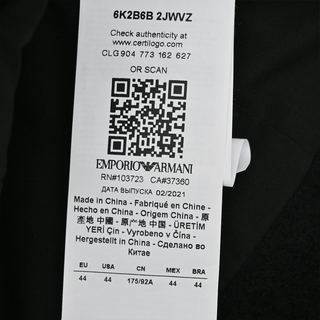 6K2B6B 2JWVZ
Check authenticity at
www.certilogo.com
CLG 904 773 162 627
OR SCAN
EMPORIO ARMANI
RN#103723 CA#37360
ДАТА ВЫПУСКА 02/2021
Made in China - Fabriqué en Chine -
Hecho en China - Origem China - 原
產地 中國 - 原产地 中国 - ÜRETİM
YERİ Çin - Vyrobeno v Čína -
Hergestellt in China - Сделано во
Китае
EU USA CN MEX BRA
44 44 175/92A 44 44